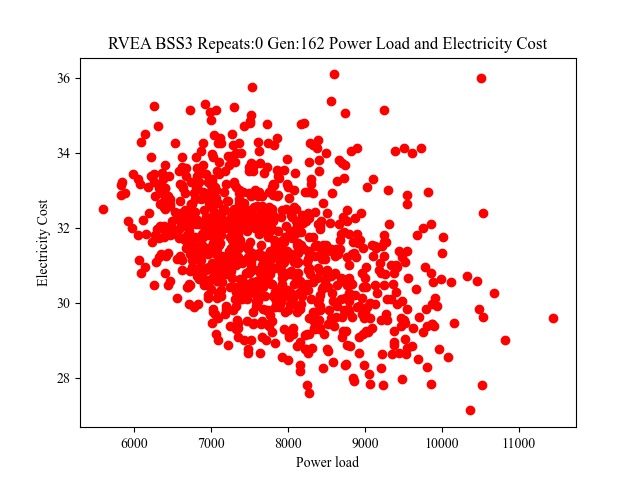 RVEA BSS3 Repeats:0 Gen:162 Power Load and Electricity Cost
36
34
32
30
28
Electricity Cost
6000 7000 8000 9000 10000 11000
Power load